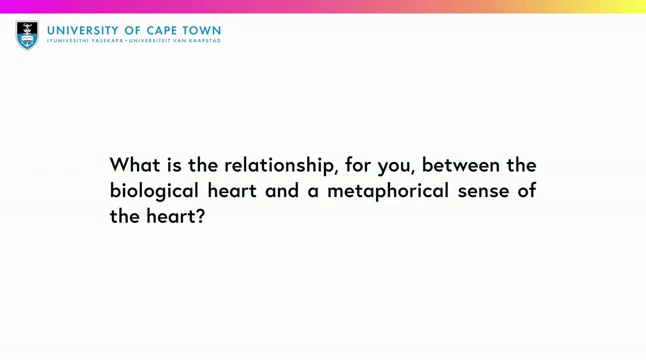 UNIVERSITY OF CAPE TOWN
IYUNIVESITHI YASEKAPA • UNIVERSITEIT VAN KAAPSTAD
What is the relationship, for you, between the
biological heart and a metaphorical sense of
the heart?